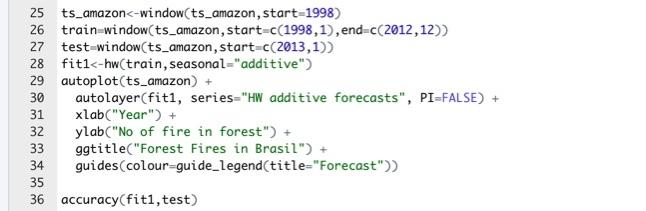 25 ts_amazon<-window(ts_amazon,start=1998)
26 train=window(ts_amazon,start=c(1998,1),end=c(2012,12))
27 test=window(ts_amazon,start=c(2013,1))
28 fit1<-hw(train,seasonal="additive")
29 autoplot(ts_amazon) +
30   autolayer(fit1, series="HW additive forecasts", PI=FALSE) +
31   xlab("Year") +
32   ylab("No of fire in forest") +
33   ggtitle("Forest Fires in Brasil") +
34   guides(colour=guide_legend(title="Forecast"))
35
36 accuracy(fit1,test)